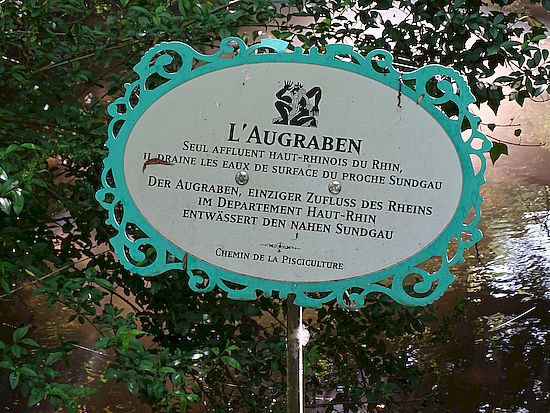 L'Augraben
Seul affluent haut-rhinois du Rhin,
il draine les eaux de surface du proche Sundgau
Der Augraben, einziger Zufluss des Rheins
im Departement Haut-Rhin
entwässert den nahen Sundgau
Chemin de la Pisciculture